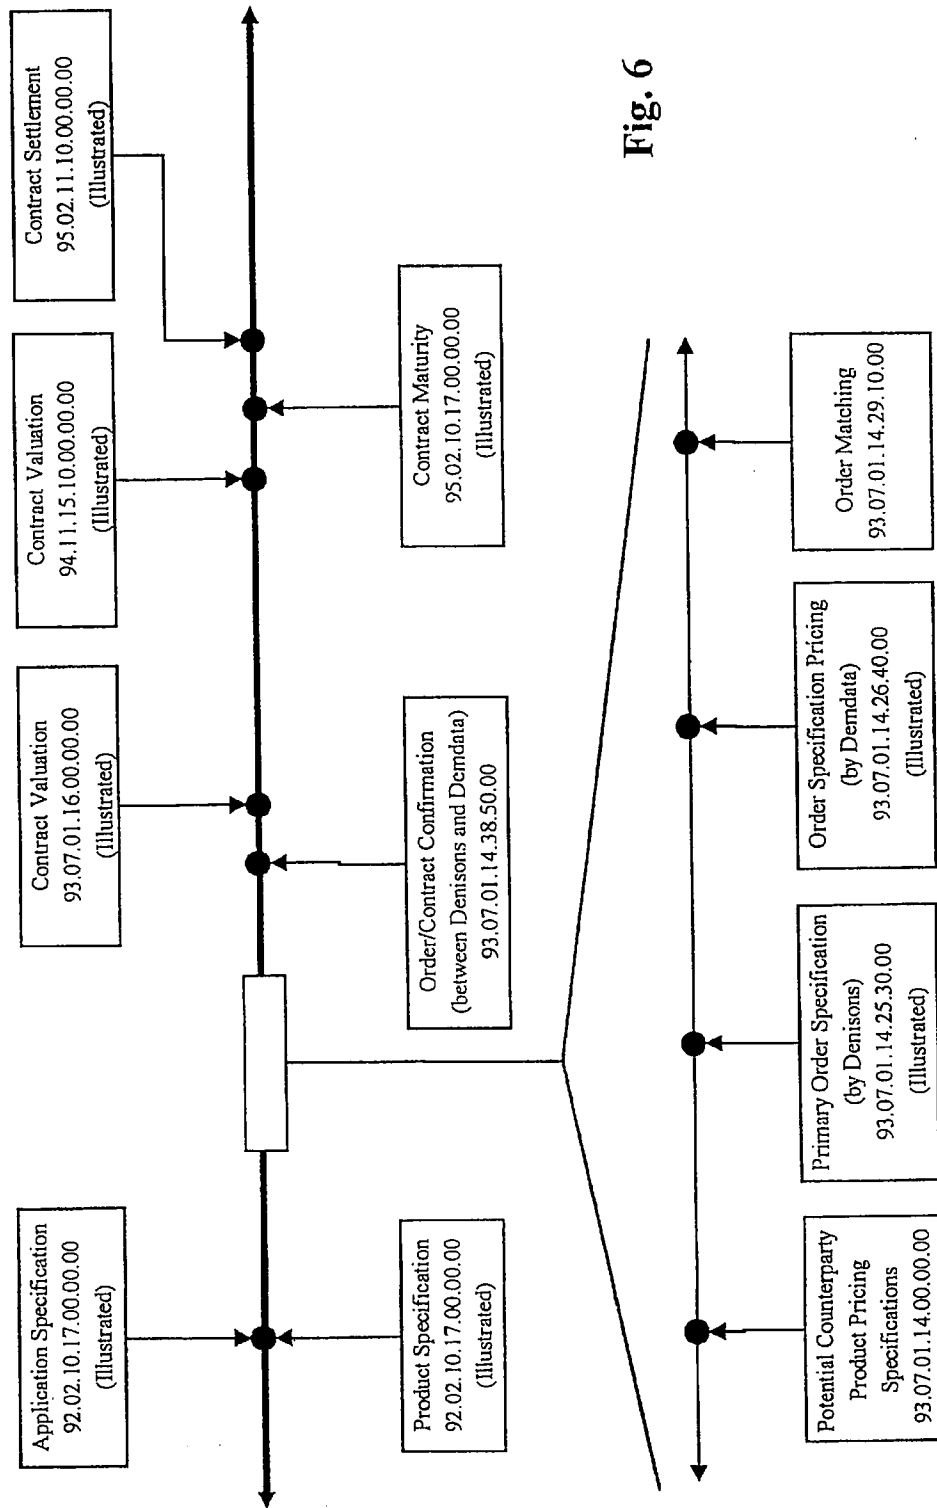 Application Specification
92.02.10.17.00.00.00
(Illustrated)
Contract Valuation
93.07.01.16.00.00.00
(Illustrated)
Contract Valuation
94.11.15.10.00.00.00
(Illustrated)
Contract Settlement
95.02.11.10.00.00.00
(Illustrated)
Product Specification
92.02.10.17.00.00.00
(Illustrated)
Order/Contract Confirmation
(between Denisons and Demdata)
93.07.01.14.38.50.00
Contract Maturity
95.02.10.17.00.00.00
(Illustrated)
Fig. 6
Potential Counterparty
Product Pricing
Specifications
93.07.01.14.00.00.00
Primary Order Specification
(by Denisons)
93.07.01.14.25.30.00
(Illustrated)
Order Specification Pricing
(by Demdata)
93.07.01.14.26.40.00
(Illustrated)
Order Matching
93.07.01.14.29.10.00